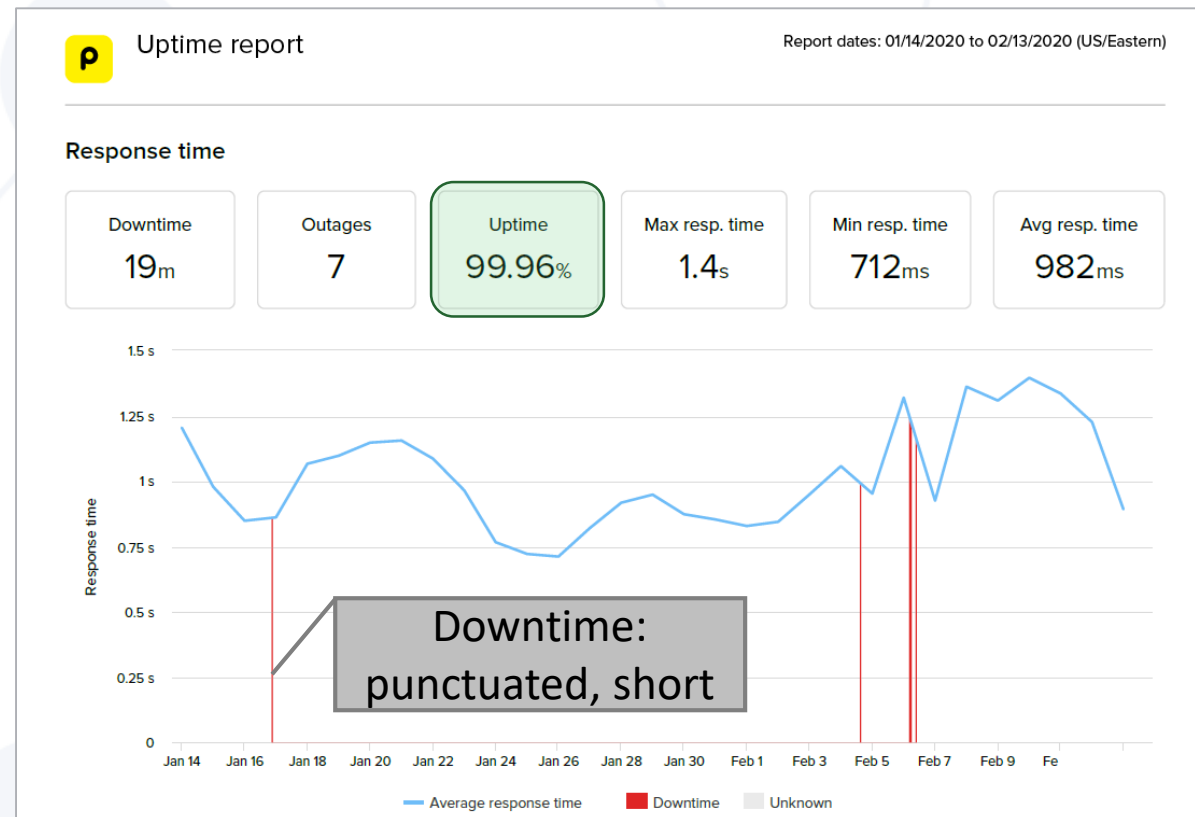 Uptime report
Report dates: 01/14/2020 to 02/13/2020 (US/Eastern)
Response time
Downtime
19m
Outages
7
Uptime
99.96%
Max resp. time
1.4s
Min resp. time
712ms
Avg resp. time
982ms
1.5 s
1.25 s
1 s
0.75 s
0.5 s
0.25 s
0
Response time
Downtime:
punctuated, short
Jan 14 Jan 16 Jan 18 Jan 20 Jan 22 Jan 24 Jan 26 Jan 28 Jan 30 Feb 1 Feb 3 Feb 5 Feb 7 Feb 9 Fe
Average response time Downtime Unknown